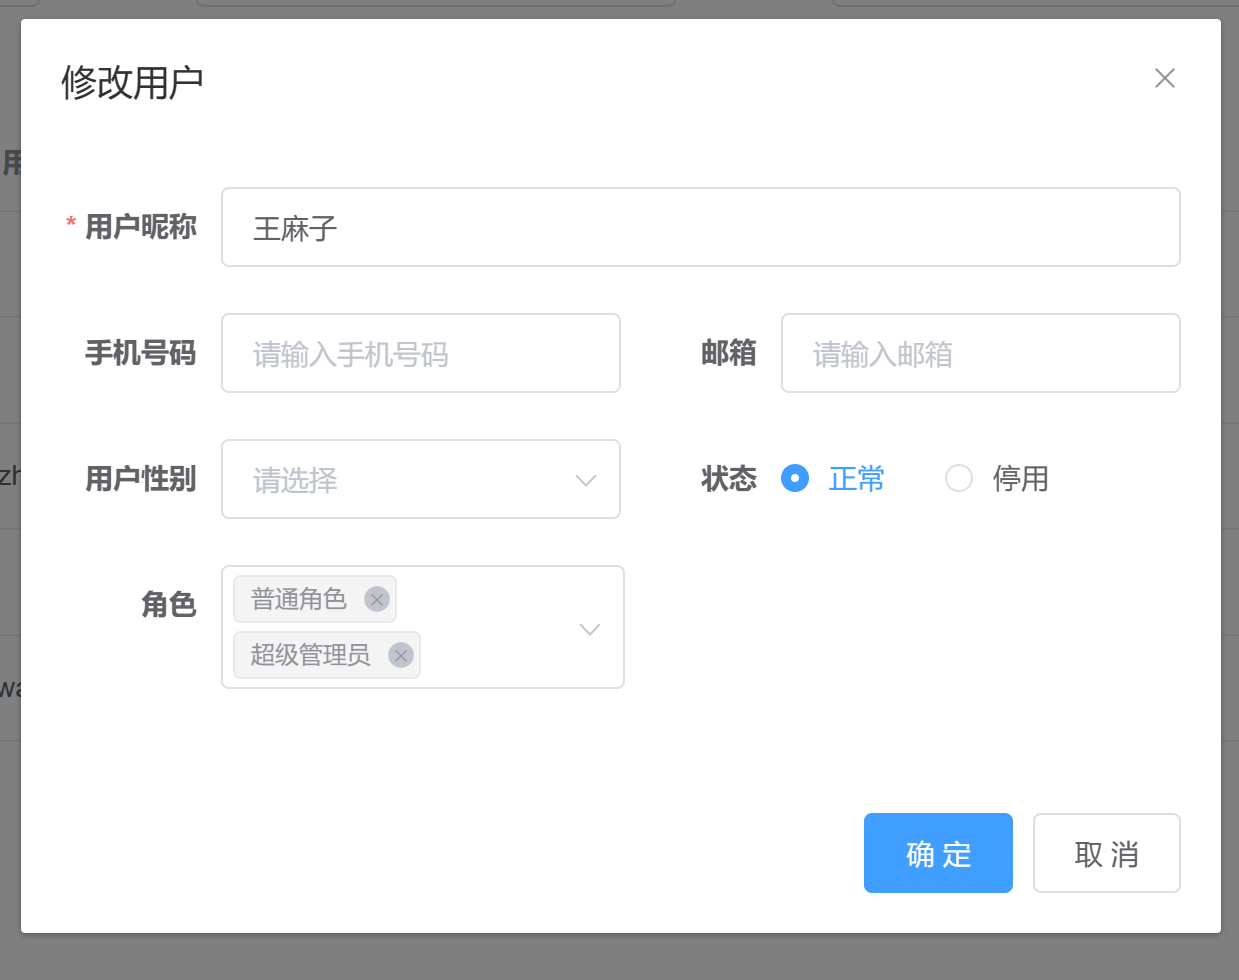 修改用户
* 用户昵称 王麻子
手机号码 请输入手机号码 邮箱 请输入邮箱
用户性别 请选择 状态 正常 停用
角色 普通角色
超级管理员
确 定 取 消
用
zh
wa